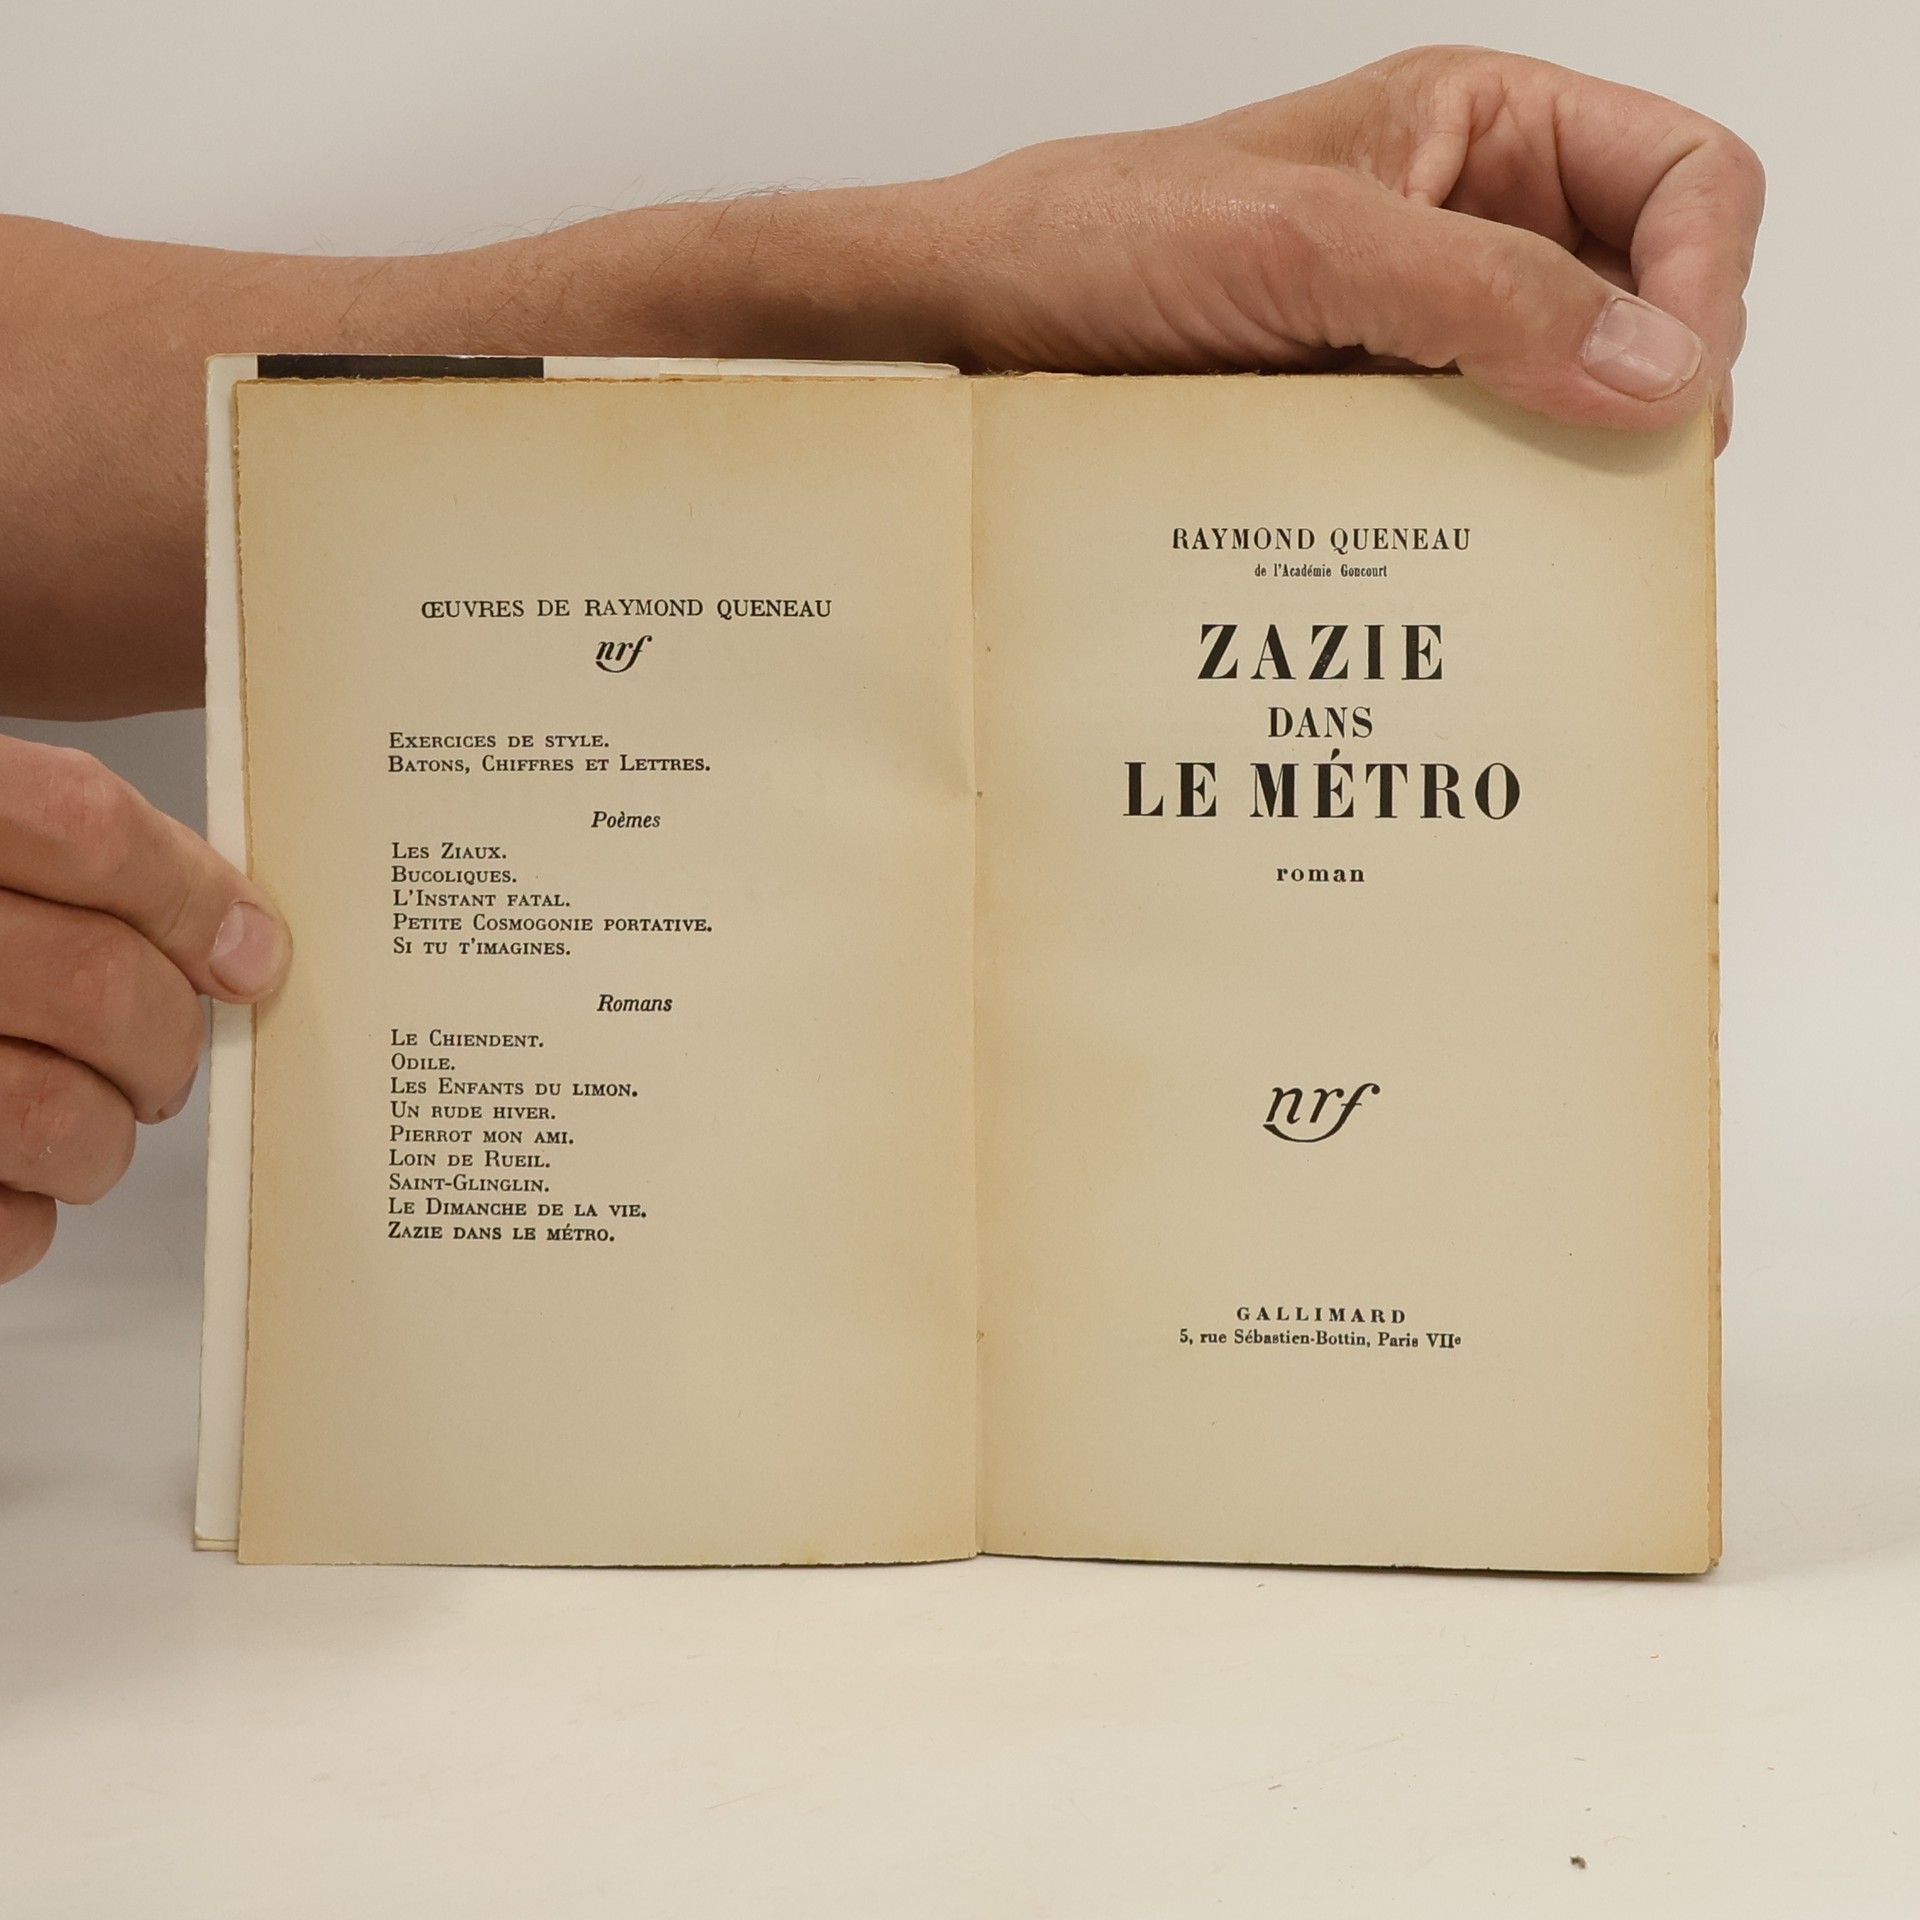 ŒUVRES DE RAYMOND QUENEAU
nrf
EXERCICES DE STYLE.
BATONS, CHIFFRES ET LETTRES.
Poèmes
LES ZIAUX.
BUCOLIQUES.
L'INSTANT FATAL.
PETITE COSMOGONIE PORTATIVE.
SI TU T'IMAGINES.
Romans
LE CHIENDENT.
ODILE.
LES ENFANTS DU LIMON.
UN RUDE HIVER.
PIERROT MON AMI.
LOIN DE RUEIL.
SAINT-GLINGLIN.
LE DIMANCHE DE LA VIE.
ZAZIE DANS LE MÉTRO.
RAYMOND QUENEAU
de l'Académie Goncourt
ZAZIE
DANS
LE MÉTRO
roman
nrf
GALLIMARD
5, rue Sébastien-Bottin, Paris VIIe